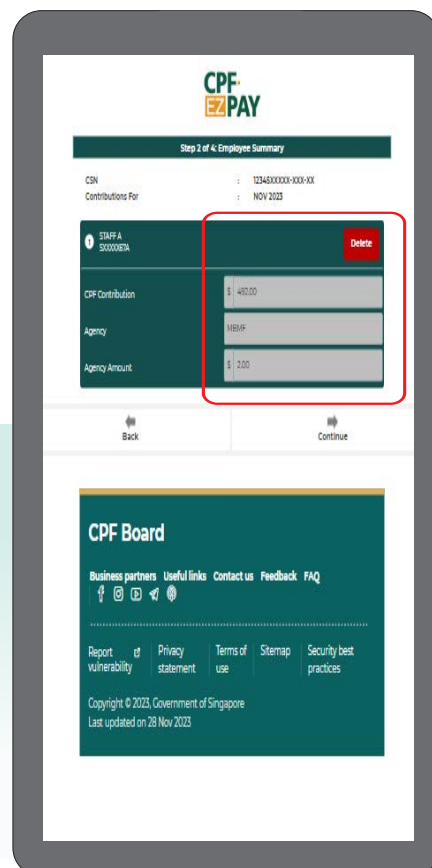 CPF
EZPAY
Step 2 of 4: Employee Summary
CSN : 12345XXXXX-XXX-XX
Contributions For : NOV 2023
1 STAFF A Delete
SXXXX067A
CPF Contribution $ 492.00
Agency MBMF
Agency Amount $ 2.00
Back Continue
CPF Board
Business partners Useful links Contact us Feedback FAQ
Report vulnerability Privacy statement Terms of use Sitemap Security best practices
Copyright © 2023, Government of Singapore
Last updated on 28 Nov 2023